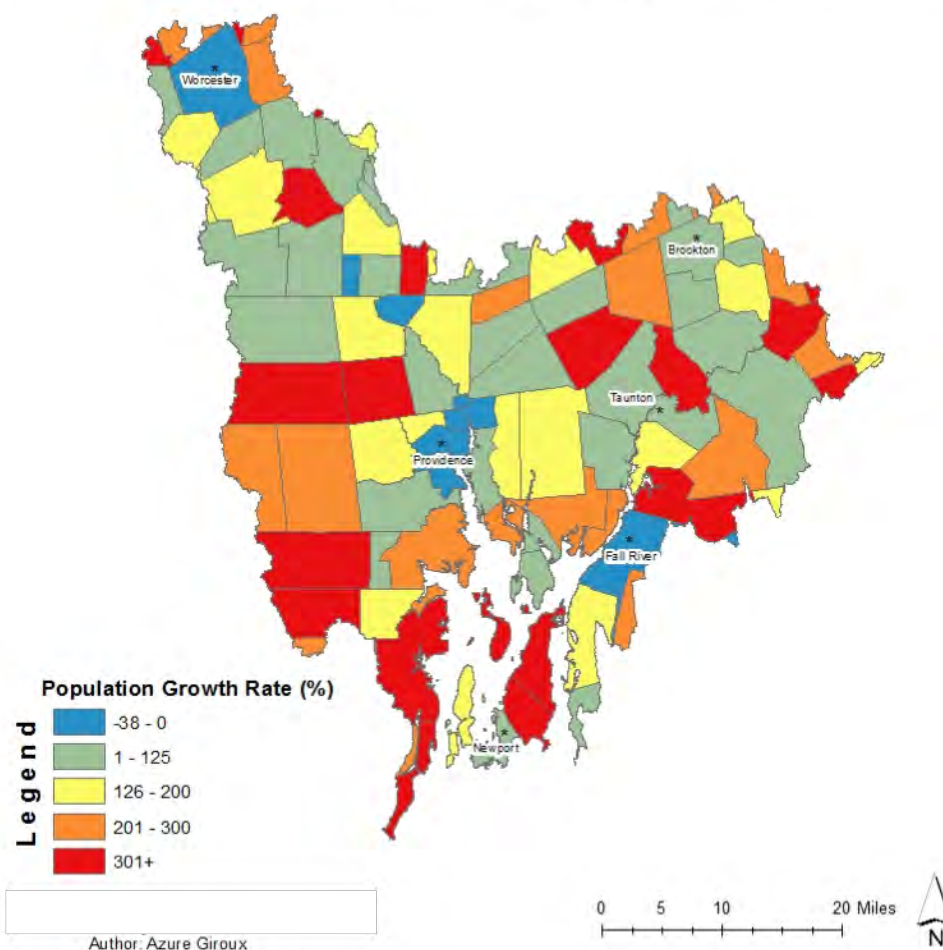 Worcester
Brockton
Taunton
Providence
Fall River
Newport
Population Growth Rate (%)
Legend
-38 - 0
1 - 125
126 - 200
201 - 300
301+
0 5 10 20 Miles
N
Author: Azure Giroux